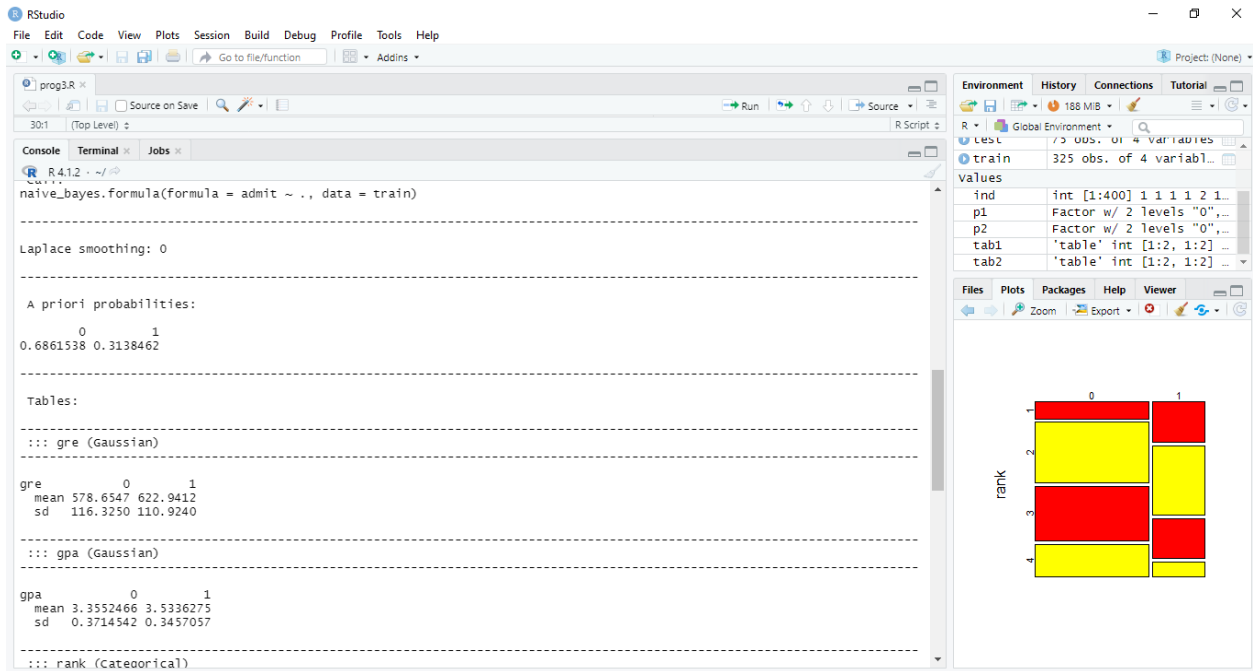 RStudio
File Edit Code View Plots Session Build Debug Profile Tools Help
Go to file/function
Addins
Project: (None)
prog3.R
Source on Save
Run
Source
30:1 (Top Level)
R Script
Console Terminal Jobs
R 4.1.2 · ~/
Call:
naive_bayes.formula(formula = admit ~ ., data = train)
Laplace smoothing: 0
A priori probabilities:
0 1
0.6861538 0.3138462
Tables:
::: gre (Gaussian)
gre 0 1
mean 578.6547 622.9412
sd 116.3250 110.9240
::: gpa (Gaussian)
gpa 0 1
mean 3.3552466 3.5336275
sd 0.3714542 0.3457057
::: rank (Categorical)
Environment History Connections Tutorial
188 MiB
R Global Environment
test 75 obs. of 4 variables
train 325 obs. of 4 variabl…
Values
ind int [1:400] 1 1 1 1 2 1…
p1 Factor w/ 2 levels "0",…
p2 Factor w/ 2 levels "0",…
tab1 'table' int [1:2, 1:2] …
tab2 'table' int [1:2, 1:2] …
Files Plots Packages Help Viewer
Zoom Export
0 1
1
2
rank
3
4